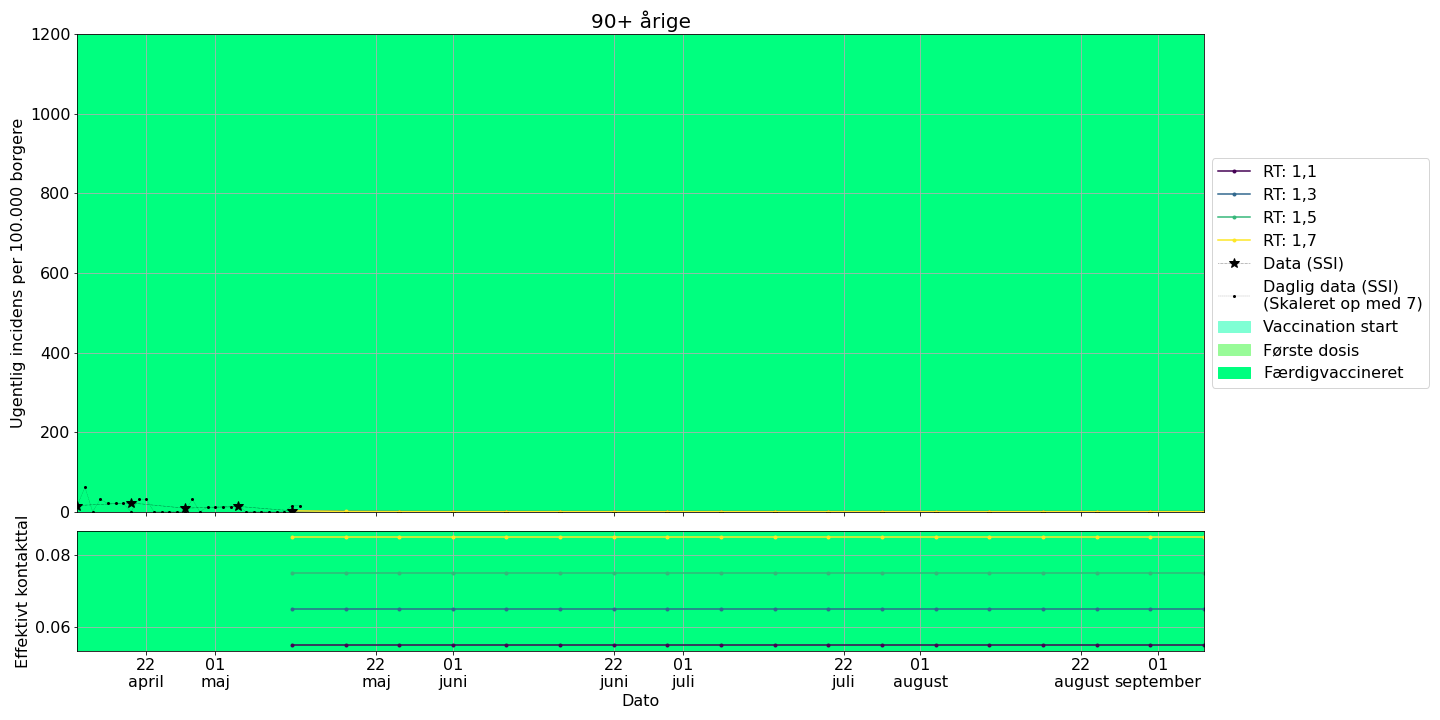 90+ årige
Ugentlig incidens per 100.000 borgere
1200
1000
800
600
400
200
0
RT: 1,1
RT: 1,3
RT: 1,5
RT: 1,7
Data (SSI)
Daglig data (SSI)
(Skaleret op med 7)
Vaccination start
Første dosis
Færdigvaccineret
Effektivt kontakttal
0.08
0.06
22 01 22 01 22 01 22 01 22 01
april maj maj juni juni juli juli august august september
Dato